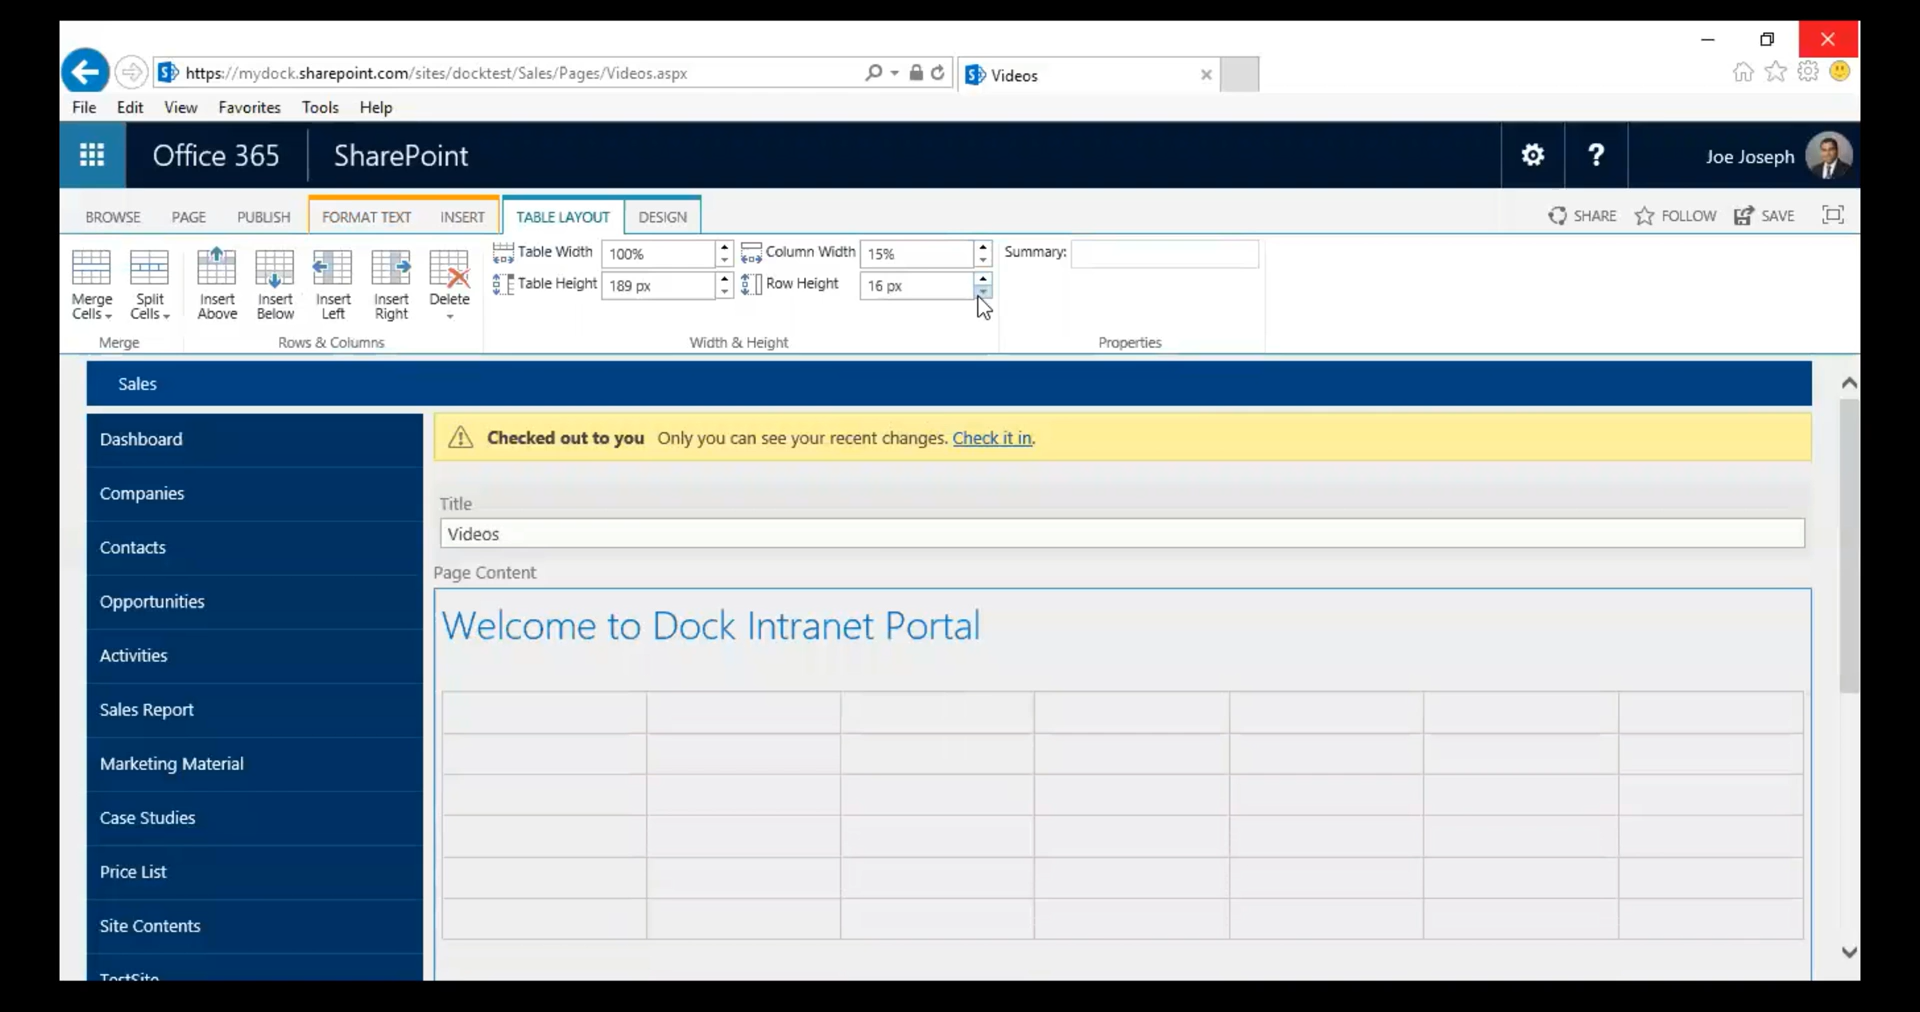 https://mydock.sharepoint.com/sites/docktest/Sales/Pages/Videos.aspx
Videos
File Edit View Favorites Tools Help
Office 365 SharePoint
Joe Joseph
BROWSE PAGE PUBLISH FORMAT TEXT INSERT TABLE LAYOUT DESIGN SHARE FOLLOW SAVE
Merge Cells
Split Cells
Insert Above
Insert Below
Insert Left
Insert Right
Delete
Table Width 100%
Table Height 189 px
Column Width 15%
Row Height 16 px
Summary:
Merge Rows & Columns Width & Height Properties
Sales
Dashboard
Companies
Contacts
Opportunities
Activities
Sales Report
Marketing Material
Case Studies
Price List
Site Contents
TestSite
Checked out to you Only you can see your recent changes. Check it in.
Title
Videos
Page Content
Welcome to Dock Intranet Portal